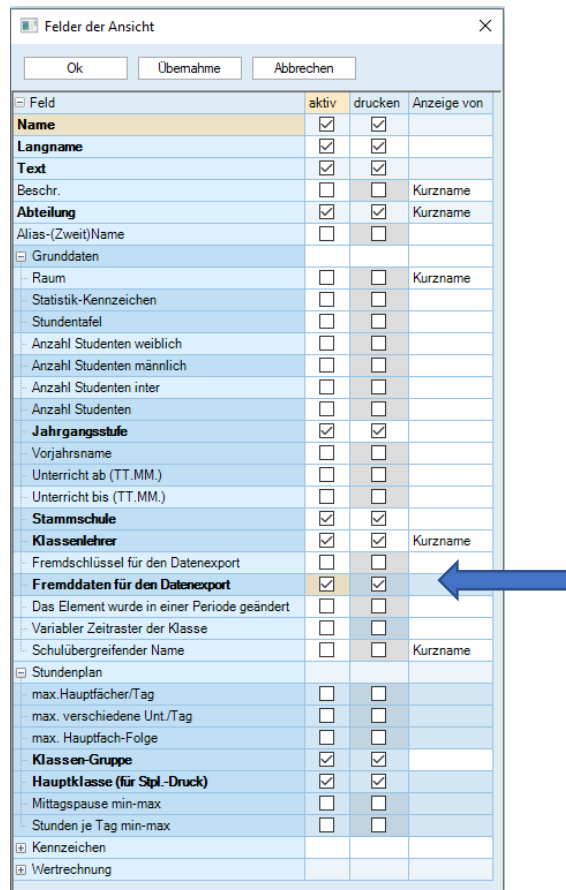 Felder der Ansicht
Ok Übernahme Abbrechen
Feld aktiv drucken Anzeige von
Name
Langname
Text
Beschr. Kurzname
Abteilung Kurzname
Alias-(Zweit)Name
Grunddaten
Raum Kurzname
Statistik-Kennzeichen
Stundentafel
Anzahl Studenten weiblich
Anzahl Studenten männlich
Anzahl Studenten inter
Anzahl Studenten
Jahrgangsstufe
Vorjahrsname
Unterricht ab (TT.MM.)
Unterricht bis (TT.MM.)
Stammschule
Klassenlehrer Kurzname
Fremdschlüssel für den Datenexport
Fremddaten für den Datenexport
Das Element wurde in einer Periode geändert
Variabler Zeitraster der Klasse
Schulübergreifender Name Kurzname
Stundenplan
max.Hauptfächer/Tag
max. verschiedene Unt./Tag
max. Hauptfach-Folge
Klassen-Gruppe
Hauptklasse (für Stpl.-Druck)
Mittagspause min-max
Stunden je Tag min-max
Kennzeichen
Wertrechnung